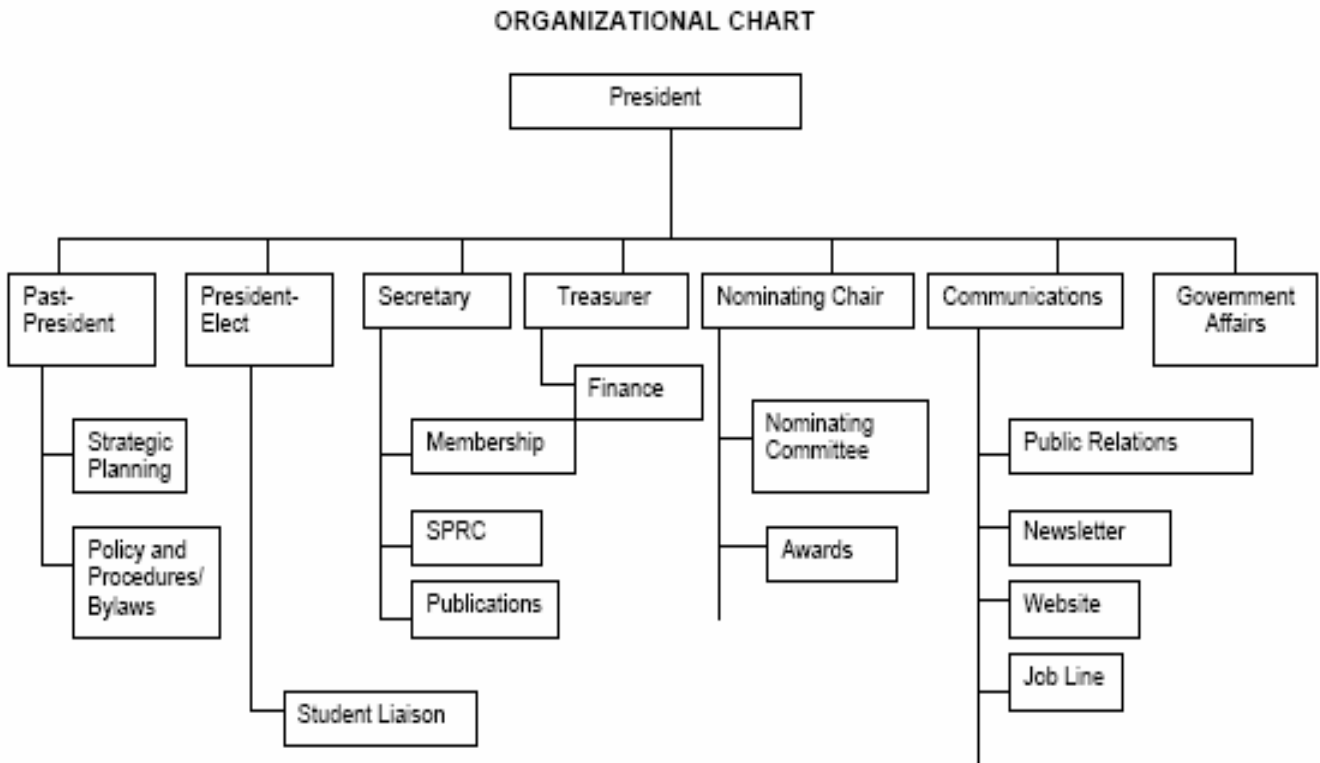 ORGANIZATIONAL CHART
President
Past-
President
President-
Elect
Secretary
Treasurer
Nominating Chair
Communications
Government
Affairs
Finance
Strategic
Planning
Membership
Nominating
Committee
Public Relations
Policy and
Procedures/
Bylaws
SPRC
Awards
Newsletter
Publications
Website
Job Line
Student Liaison